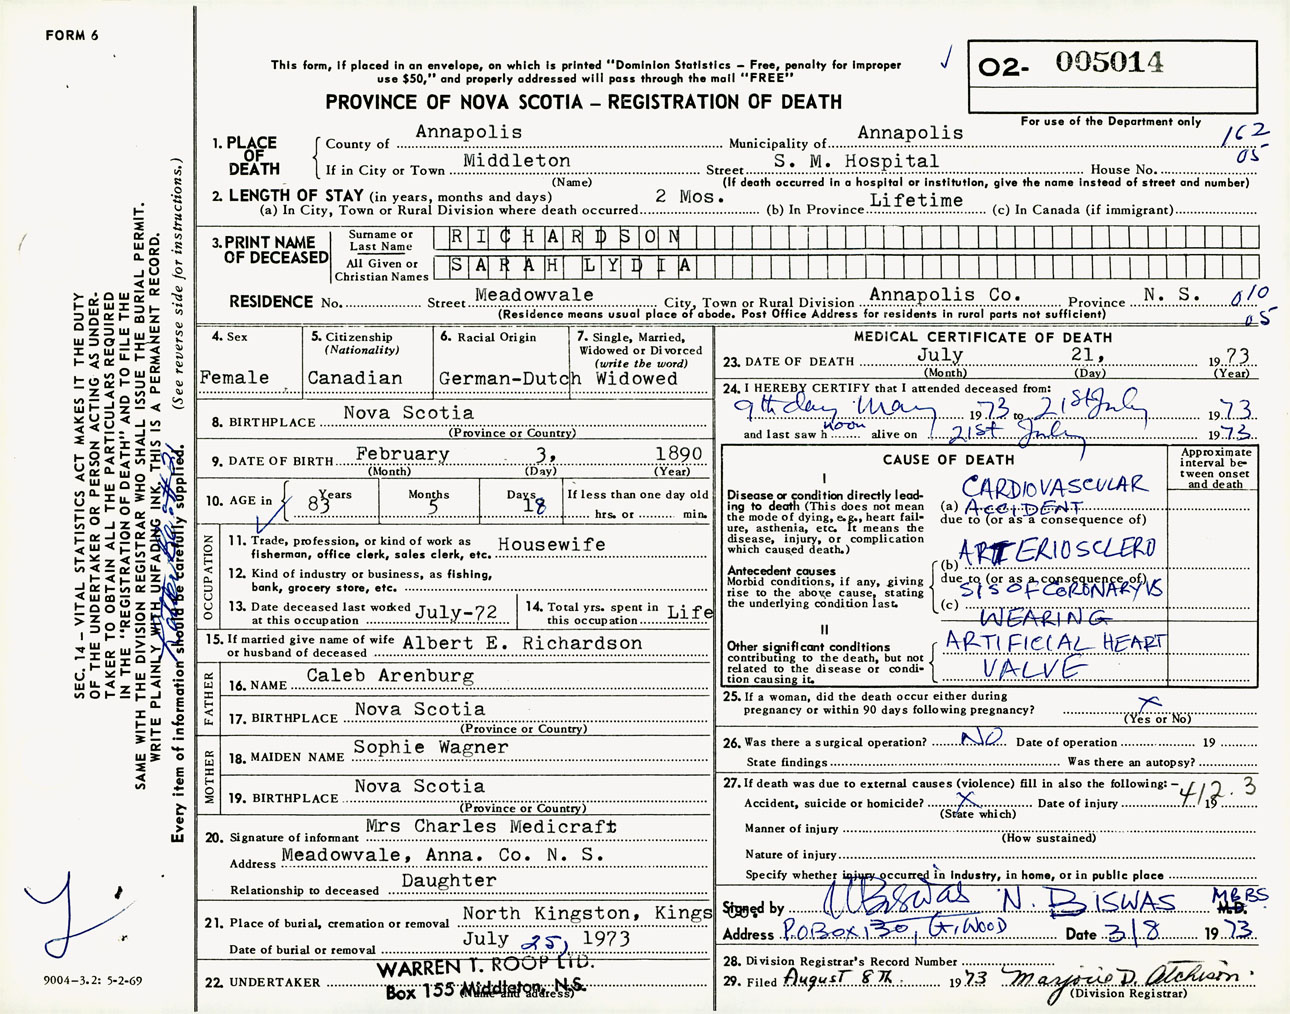 FORM 6
This form, if placed in an envelope, on which is printed "Dominion Statistics – Free, penalty for improper
use $50," and properly addressed will pass through the mail "FREE"
PROVINCE OF NOVA SCOTIA – REGISTRATION OF DEATH
✓ 02- 005014
For use of the Department only
162
05
1. PLACE OF DEATH
County of Annapolis Municipality of Annapolis
If in City or Town Middleton Street S. M. Hospital House No.
(Name) (If death occurred in a hospital or institution, give the name instead of street and number)
2. LENGTH OF STAY (in years, months and days)
(a) In City, Town or Rural Division where death occurred 2 Mos. (b) In Province Lifetime (c) In Canada (if immigrant)
3. PRINT NAME OF DECEASED
Surname or Last Name RICHARDSON
All Given or Christian Names SARAH LYDIA
RESIDENCE No. Street Meadowvale City, Town or Rural Division Annapolis Co. Province N. S. 010
(Residence means usual place of abode. Post Office Address for residents in rural parts not sufficient) 05
4. Sex
Female
5. Citizenship
(Nationality)
Canadian
6. Racial Origin
German-Dutch
7. Single, Married,
Widowed or Divorced
(write the word)
Widowed
8. BIRTHPLACE Nova Scotia
(Province or Country)
9. DATE OF BIRTH February 3, 1890
(Month) (Day) (Year)
10. AGE in Years 83 Months 5 Days 18 If less than one day old
hrs. or min.
✓
OCCUPATION
11. Trade, profession, or kind of work as
fisherman, office clerk, sales clerk, etc. Housewife
12. Kind of industry or business, as fishing,
bank, grocery store, etc.
13. Date deceased last worked
at this occupation July-72
14. Total yrs. spent in
this occupation Life
15. If married give name of wife
or husband of deceased Albert E. Richardson
FATHER
16. NAME Caleb Arenburg
17. BIRTHPLACE Nova Scotia
(Province or Country)
MOTHER
18. MAIDEN NAME Sophie Wagner
19. BIRTHPLACE Nova Scotia
(Province or Country)
20. Signature of informant Mrs Charles Medicraft
Address Meadowvale, Anna. Co. N. S.
Relationship to deceased Daughter
21. Place of burial, cremation or removal North Kingston, Kings
Date of burial or removal July 25, 1973
22. UNDERTAKER WARREN T. ROOP LTD.
Box 155 Middleton, N.S.
(Name and address)
MEDICAL CERTIFICATE OF DEATH
23. DATE OF DEATH July 21, 1973
(Month) (Day) (Year)
24. I HEREBY CERTIFY that I attended deceased from:
9th day May 1973 to 21st July 1973
noon
and last saw h alive on 21st July 1973
CAUSE OF DEATH
Approximate
interval be-
tween onset
and death
I
Disease or condition directly lead-
ing to death (This does not mean
the mode of dying, e.g., heart fail-
ure, asthenia, etc. It means the
disease, injury, or complication
which caused death.)
CARDIOVASCULAR
(a) ACCIDENT
due to (or as a consequence of)
Antecedent causes
Morbid conditions, if any, giving
rise to the above cause, stating
the underlying condition last.
(b) ARTERIOSCLERO
due to (or as a consequence of)
SIS OF CORONARY VS
(c)
WEARING
II
Other significant conditions
contributing to the death, but not
related to the disease or condi-
tion causing it.
ARTIFICIAL HEART
VALVE
25. If a woman, did the death occur either during
pregnancy or within 90 days following pregnancy? X
(Yes or No)
26. Was there a surgical operation? NO Date of operation 19
State findings Was there an autopsy?
27. If death was due to external causes (violence) fill in also the following:- 412.3
Accident, suicide or homicide? X Date of injury 19
(State which)
Manner of injury
(How sustained)
Nature of injury
Specify whether injury occurred in industry, in home, or in public place
Signed by N Biswas N. BISWAS MBBS M.D.
Address P.O BOX 130, G.WOOD Date 3/8 1973
28. Division Registrar's Record Number
29. Filed August 8th 1973 Marjorie D. Atchison
(Division Registrar)
SEC. 14 – VITAL STATISTICS ACT MAKES IT THE DUTY
OF THE UNDERTAKER OR PERSON ACTING AS UNDER-
TAKER TO OBTAIN ALL THE PARTICULARS REQUIRED
IN THE "REGISTRATION OF DEATH" AND TO FILE THE
SAME WITH THE DIVISION REGISTRAR WHO SHALL ISSUE THE BURIAL PERMIT.
WRITE PLAINLY WITH UNFADING INK. THIS IS A PERMANENT RECORD.
Every item of information should be carefully supplied. (See reverse side for instructions.)
9004–3.2: 5-2-69